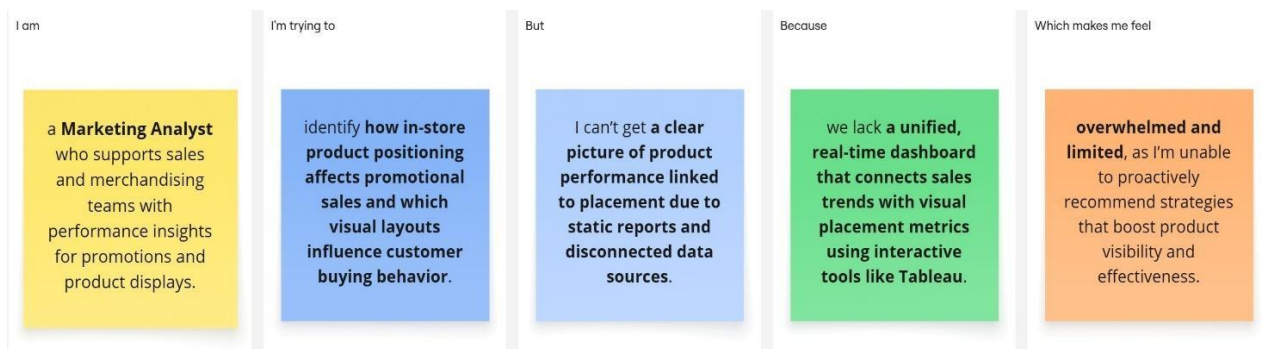 I am
a Marketing Analyst
who supports sales
and merchandising
teams with
performance insights
for promotions and
product displays.
I'm trying to
identify how in-store
product positioning
affects promotional
sales and which
visual layouts
influence customer
buying behavior.
But
I can't get a clear
picture of product
performance linked
to placement due to
static reports and
disconnected data
sources.
Because
we lack a unified,
real-time dashboard
that connects sales
trends with visual
placement metrics
using interactive
tools like Tableau.
Which makes me feel
overwhelmed and
limited, as I'm unable
to proactively
recommend strategies
that boost product
visibility and
effectiveness.